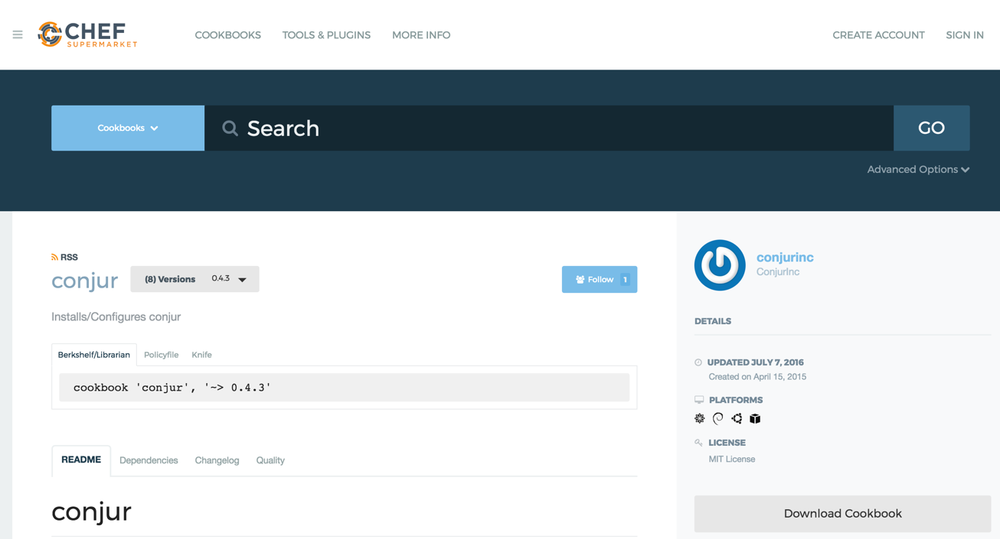 CHEF
SUPERMARKET
COOKBOOKS TOOLS & PLUGINS MORE INFO
CREATE ACCOUNT SIGN IN
Cookbooks
Search
GO
Advanced Options
RSS
conjur
(8) Versions 0.4.3
Follow 1
Installs/Configures conjur
Berkshelf/Librarian Policyfile Knife
cookbook 'conjur', '~> 0.4.3'
README Dependencies Changelog Quality
conjur
conjurinc
ConjurInc
DETAILS
UPDATED JULY 7, 2016
Created on April 15, 2015
PLATFORMS
LICENSE
MIT License
Download Cookbook